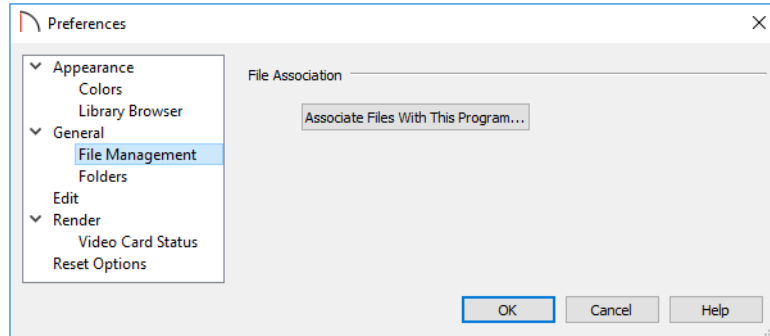 Preferences
Appearance
Colors
Library Browser
General
File Management
Folders
Edit
Render
Video Card Status
Reset Options
File Association
Associate Files With This Program...
OK Cancel Help